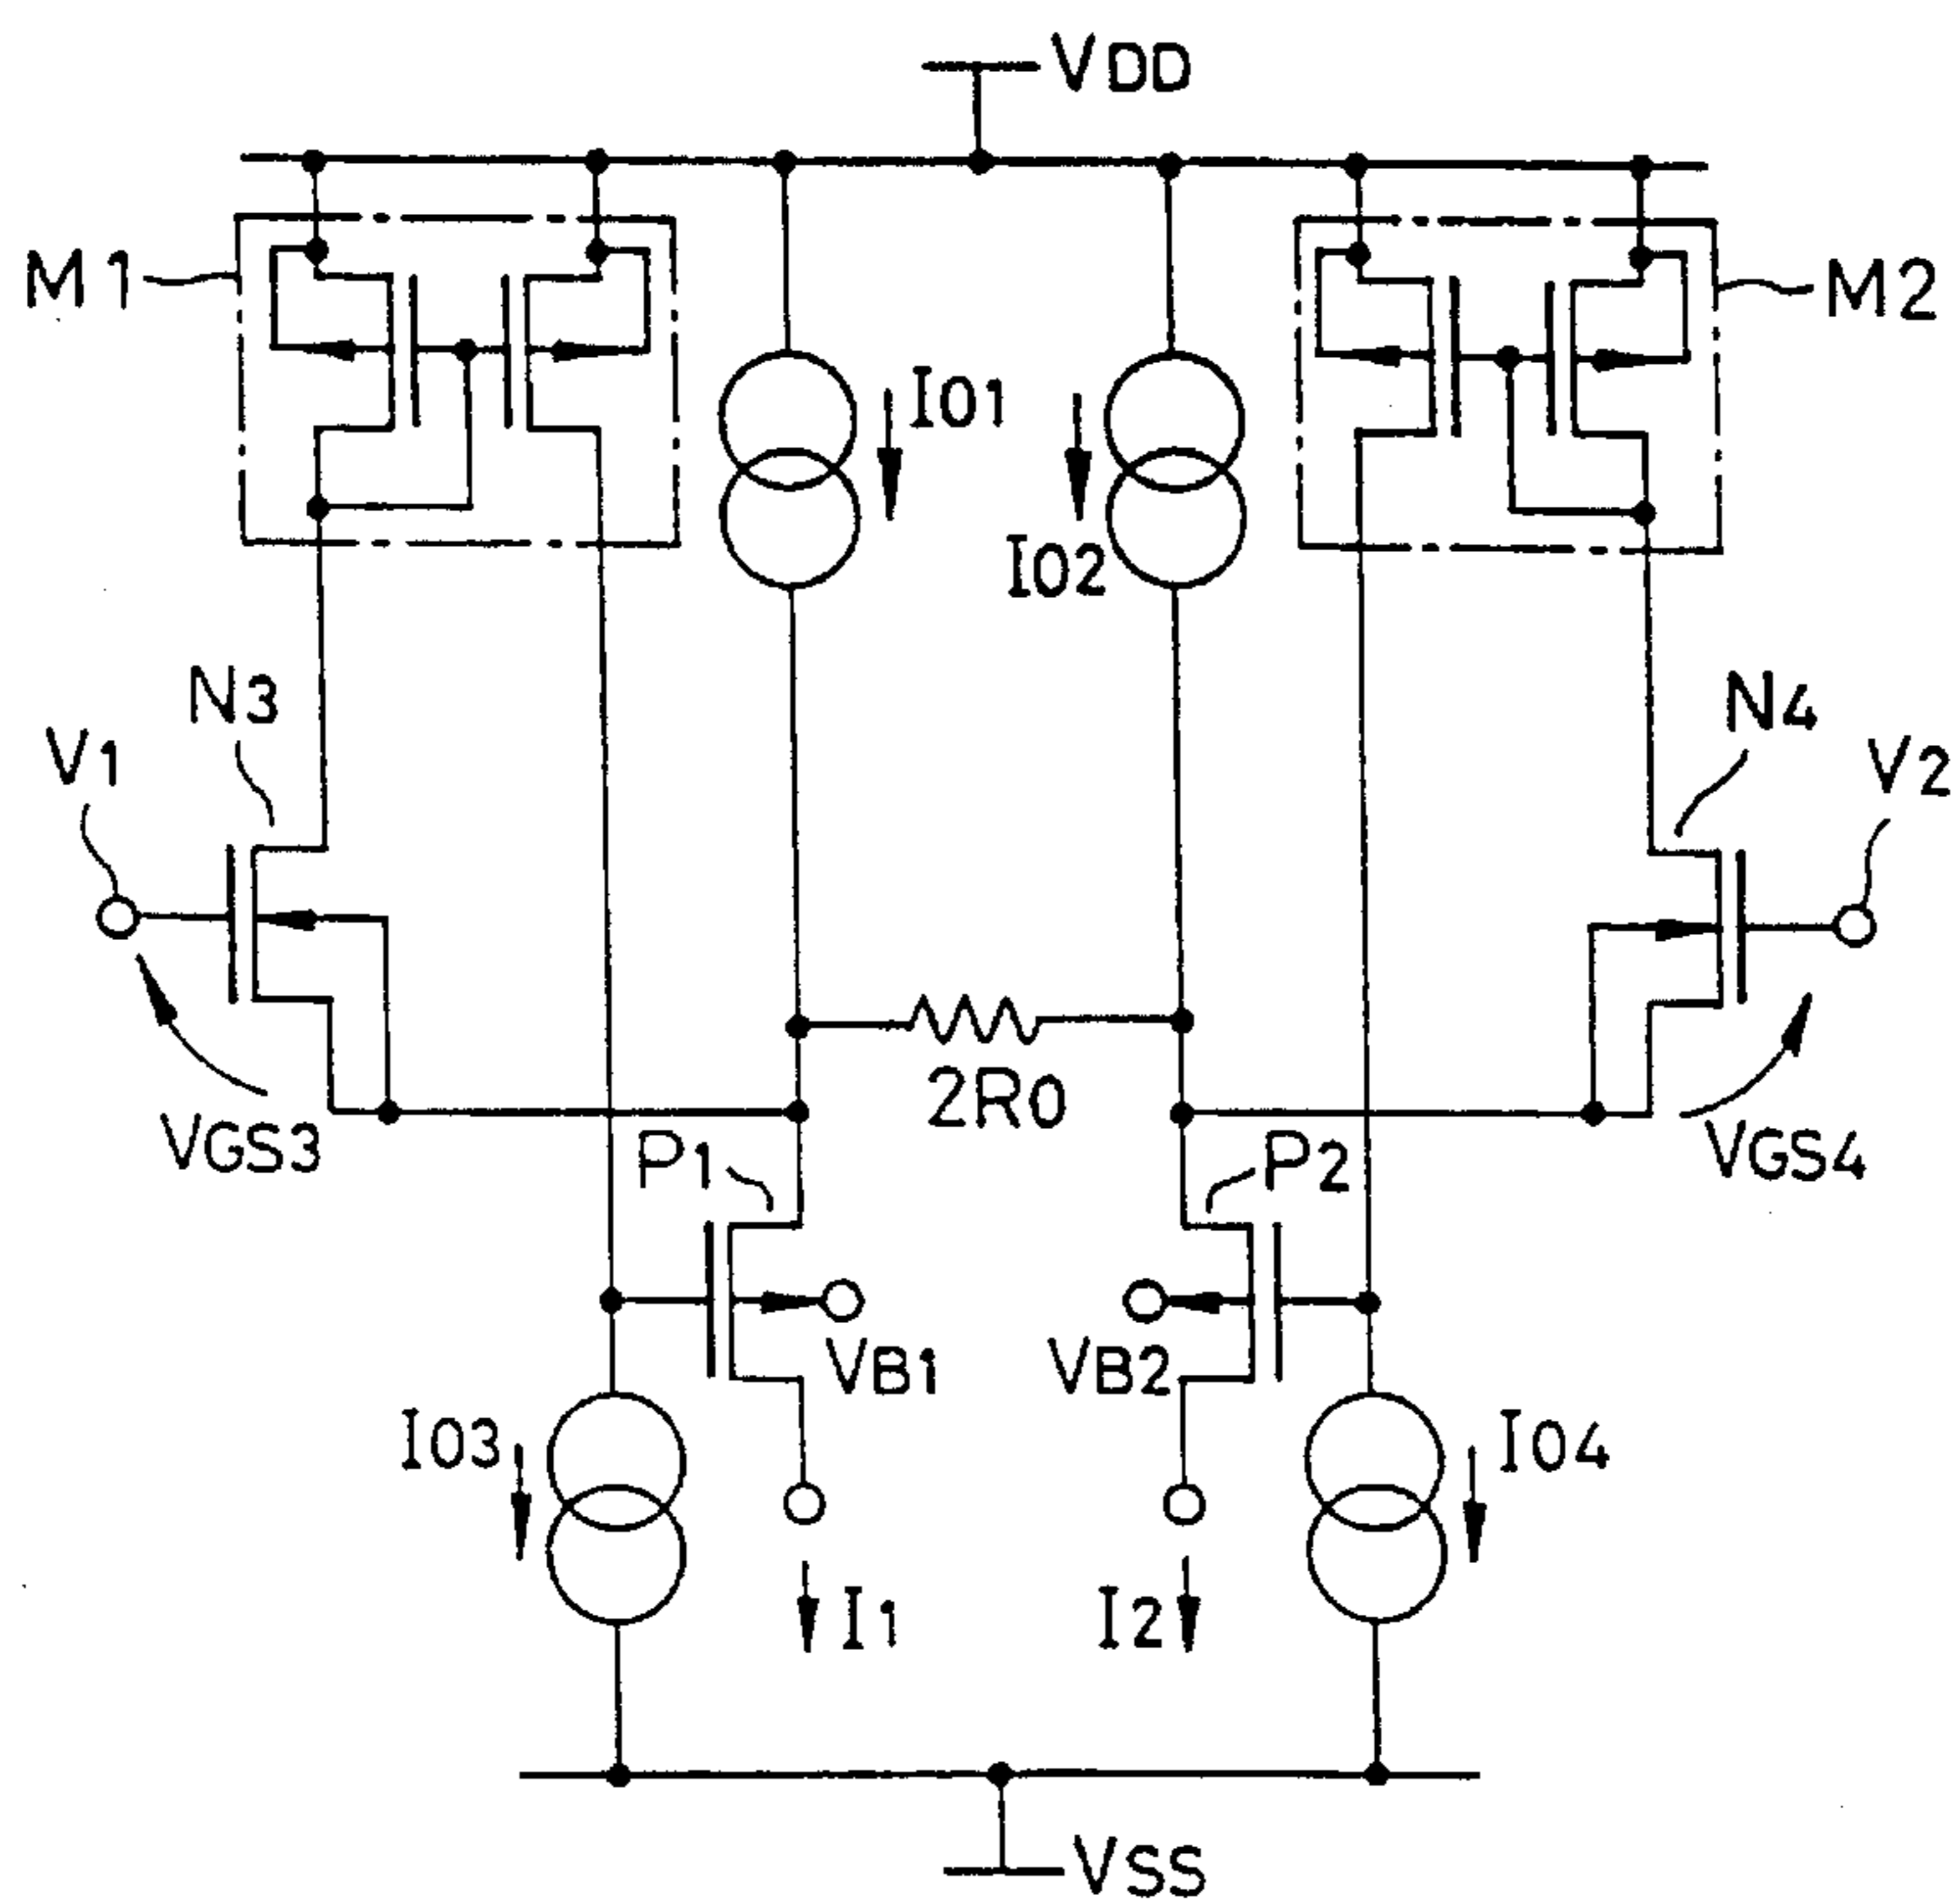 VDD
M1
M2
I01
I02
N3
N4
V1
V2
2R0
VGS3
VGS4
P1
P2
VB1
VB2
I03
I04
I1
I2
VSS